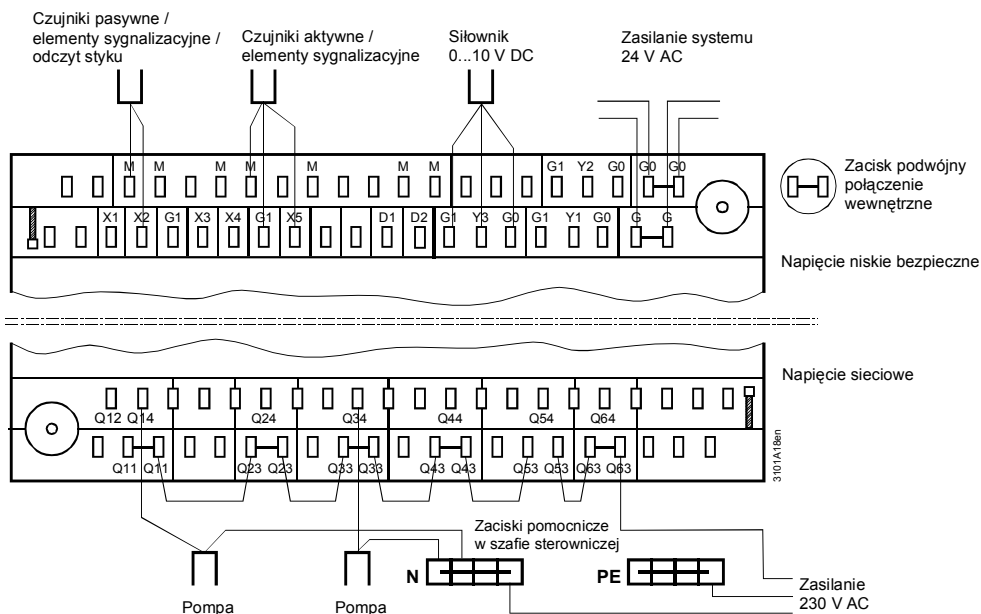 Czujniki pasywne /
elementy sygnalizacyjne /
odczyt styku
Czujniki aktywne /
elementy sygnalizacyjne
Siłownik
0...10 V DC
Zasilanie systemu
24 V AC
M M M M M M M G1 Y2 G0 G0 G0
X1 X2 G1 X3 X4 G1 X5 D1 D2 G1 Y3 G0 G1 Y1 G0 G G
Zacisk podwójny
połączenie
wewnętrzne
Napięcie niskie bezpieczne
Napięcie sieciowe
Q12 Q14 Q24 Q34 Q44 Q54 Q64
Q11 Q11 Q23 Q23 Q33 Q33 Q43 Q43 Q53 Q53 Q63 Q63
3101A18en
Zaciski pomocnicze
w szafie sterowniczej
N
PE
Pompa
Pompa
Zasilanie
230 V AC